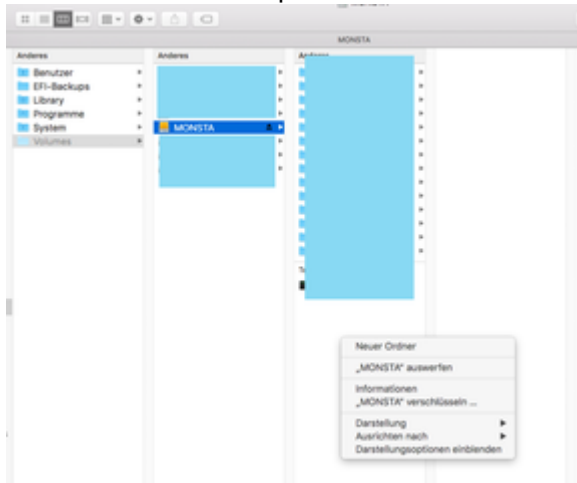 MONSTA
Anderes
Anderes
Benutzer
EFI-Backups
Library
Programme
System
Volumes
MONSTA
Neuer Ordner
„MONSTA“ auswerfen
Informationen
„MONSTA“ verschlüsseln ...
Darstellung
Ausrichten nach
Darstellungsoptionen einblenden